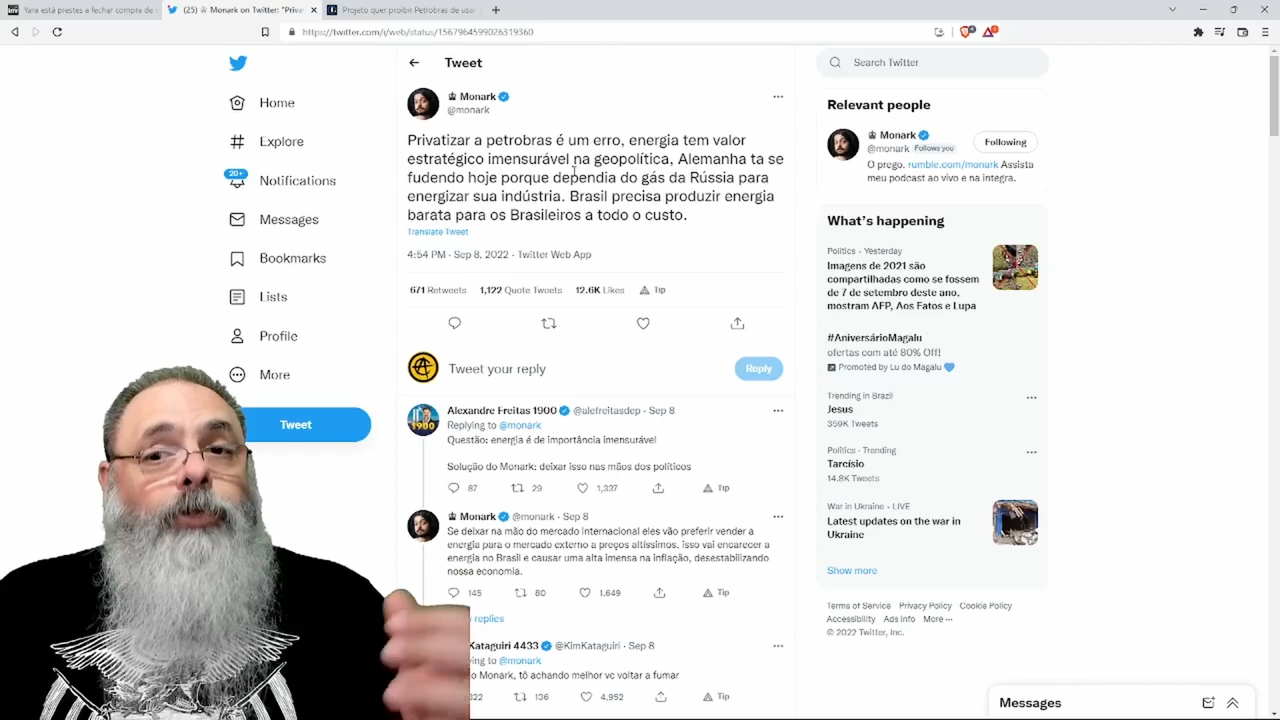 Yara está prestes a fechar compra de
(25) ♔ Monark on Twitter: "Privat
Projeto quer proibir Petrobras de usar
https://twitter.com/i/web/status/1567964599026319360
Home
Explore
20+
Notifications
Messages
Bookmarks
Lists
Profile
More
Tweet
Tweet
♔ Monark
@monark
Privatizar a petrobras é um erro, energia tem valor
estratégico imensurável na geopolítica, Alemanha ta se
fudendo hoje porque dependia do gás da Rússia para
energizar sua indústria. Brasil precisa produzir energia
barata para os Brasileiros a todo o custo.
Translate Tweet
4:54 PM · Sep 8, 2022 · Twitter Web App
671 Retweets 1,122 Quote Tweets 12.6K Likes Tip
Tweet your reply
Reply
Alexandre Freitas 1900 @alefreitasdep · Sep 8
Replying to @monark
Questão: energia é de importância imensurável
Solução do Monark: deixar isso nas mãos dos políticos
87 29 1,337 Tip
♔ Monark @monark · Sep 8
Se deixar na mão do mercado internacional eles vão preferir vender a
energia para o mercado externo a preços altíssimos, isso vai encarecer a
energia no Brasil e causar uma alta imensa na inflação, desestabilizando
nossa economia.
145 80 1,649 Tip
replies
Kataguiri 4433 @KimKataguiri · Sep 8
@monark
Monark, tô achando melhor vc voltar a fumar
136 4,952 Tip
Search Twitter
Relevant people
♔ Monark
@monark Follows you
Following
O prego. rumble.com/monark Assista
meu podcast ao vivo e na íntegra.
What's happening
Politics · Yesterday
Imagens de 2021 são
compartilhadas como se fossem
de 7 de setembro deste ano,
mostram AFP, Aos Fatos e Lupa
#AniversárioMagalu
ofertas com até 80% Off!
Promoted by Lu do Magalu 💙
Trending in Brazil
Jesus
359K Tweets
Politics · Trending
Tarcísio
14.8K Tweets
War in Ukraine · LIVE
Latest updates on the war in
Ukraine
Show more
Terms of Service Privacy Policy Cookie Policy
Accessibility Ads info More ···
© 2022 Twitter, Inc.
Messages